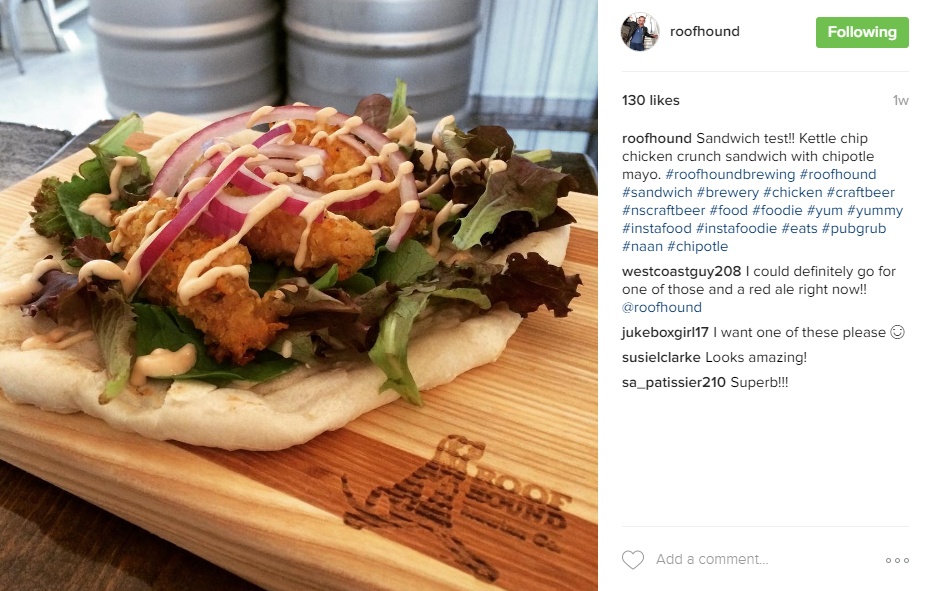 roofhound
Following
130 likes
1w
roofhound Sandwich test!! Kettle chip
chicken crunch sandwich with chipotle
mayo. #roofhoundbrewing #roofhound
#sandwich #brewery #chicken #craftbeer
#nscraftbeer #food #foodie #yum #yummy
#instafood #instafoodie #eats #pubgrub
#naan #chipotle
westcoastguy208 I could definitely go for
one of those and a red ale right now!!
@roofhound
jukeboxgirl17 I want one of these please
susielclarke Looks amazing!
sa_patissier210 Superb!!!
Add a comment...
ROOF
HOUND
Brewing Co.